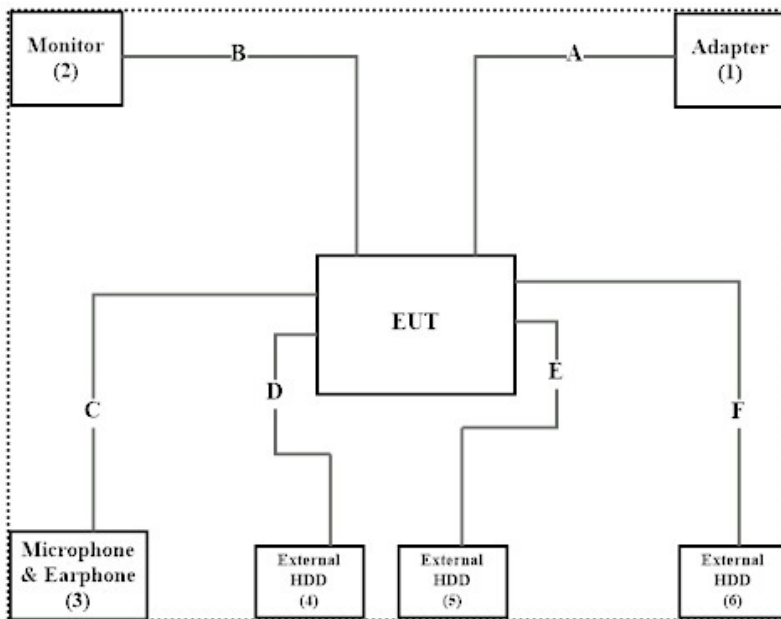 Monitor
(2)
B
A
Adapter
(1)
EUT
C
D
E
F
Microphone
& Earphone
(3)
External
HDD
(4)
External
HDD
(5)
External
HDD
(6)